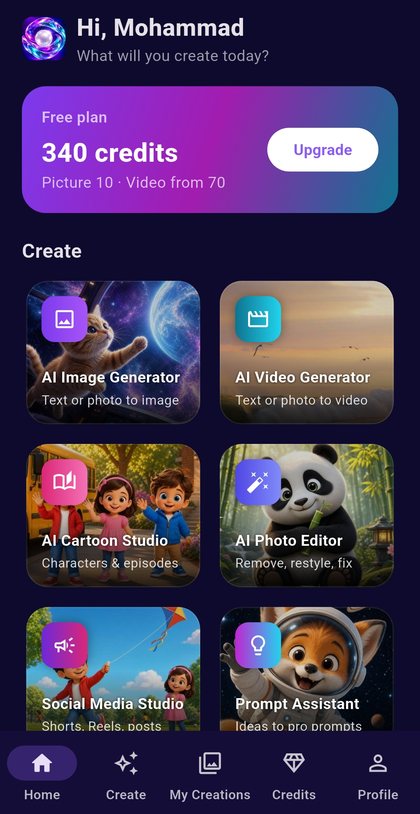 Hi, Mohammad
What will you create today?
Free plan
340 credits
Picture 10 · Video from 70
Upgrade
Create
AI Image Generator
Text or photo to image
AI Video Generator
Text or photo to video
AI Cartoon Studio
Characters & episodes
AI Photo Editor
Remove, restyle, fix
Social Media Studio
Shorts, Reels, posts
Prompt Assistant
Ideas to pro prompts
Home
Create
My Creations
Credits
Profile